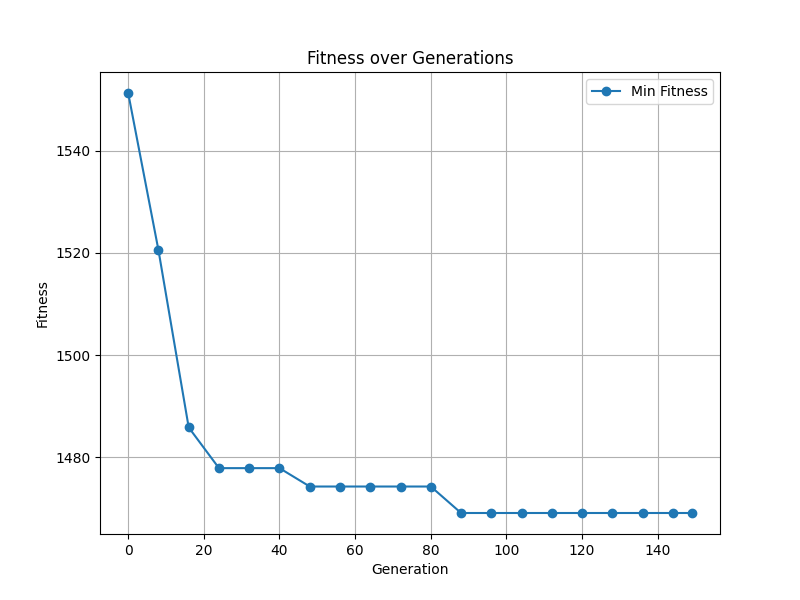 Fitness over Generations
Min Fitness
1540
1520
1500
1480
Fitness
0 20 40 60 80 100 120 140
Generation